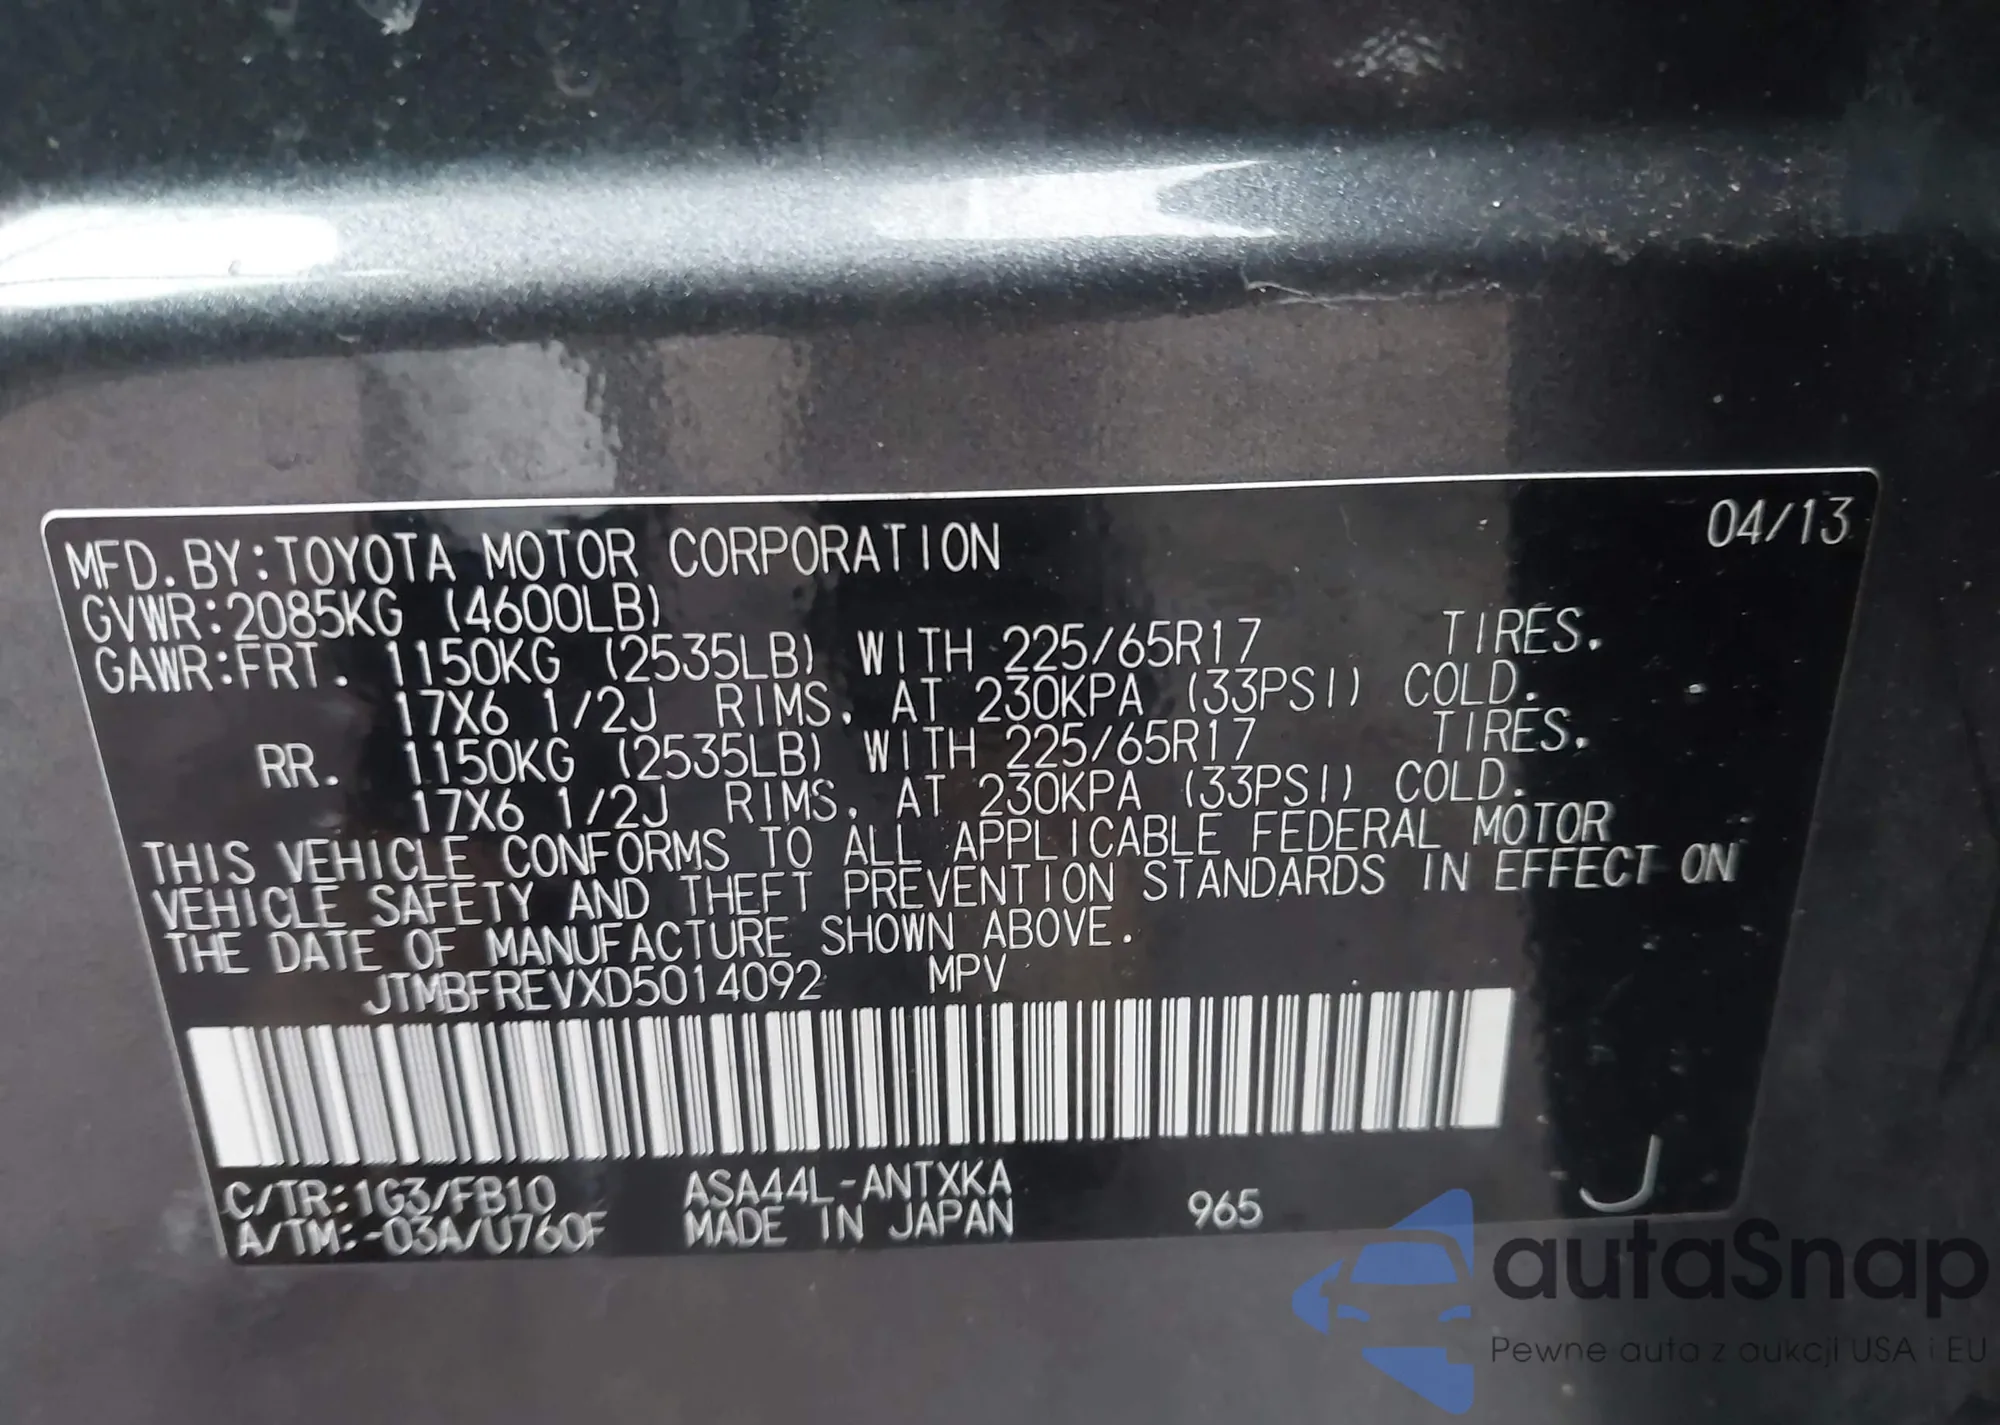 04/13
MFD.BY:TOYOTA MOTOR CORPORATION
GVWR:2085KG (4600LB)
GAWR:FRT. 1150KG (2535LB) WITH 225/65R17 TIRES.
17X6 1/2J RIMS, AT 230KPA (33PSI) COLD.
RR. 1150KG (2535LB) WITH 225/65R17 TIRES.
17X6 1/2J RIMS, AT 230KPA (33PSI) COLD.
THIS VEHICLE CONFORMS TO ALL APPLICABLE FEDERAL MOTOR
VEHICLE SAFETY AND THEFT PREVENTION STANDARDS IN EFFECT ON
THE DATE OF MANUFACTURE SHOWN ABOVE.
JTMBFREVXD5014092 MPV
C/TR:1G3/FB10 ASA44L-ANTXKA
A/TM:-03A/U760F MADE IN JAPAN 965 J
autaSnap
Pewne auta z aukcji USA i EU